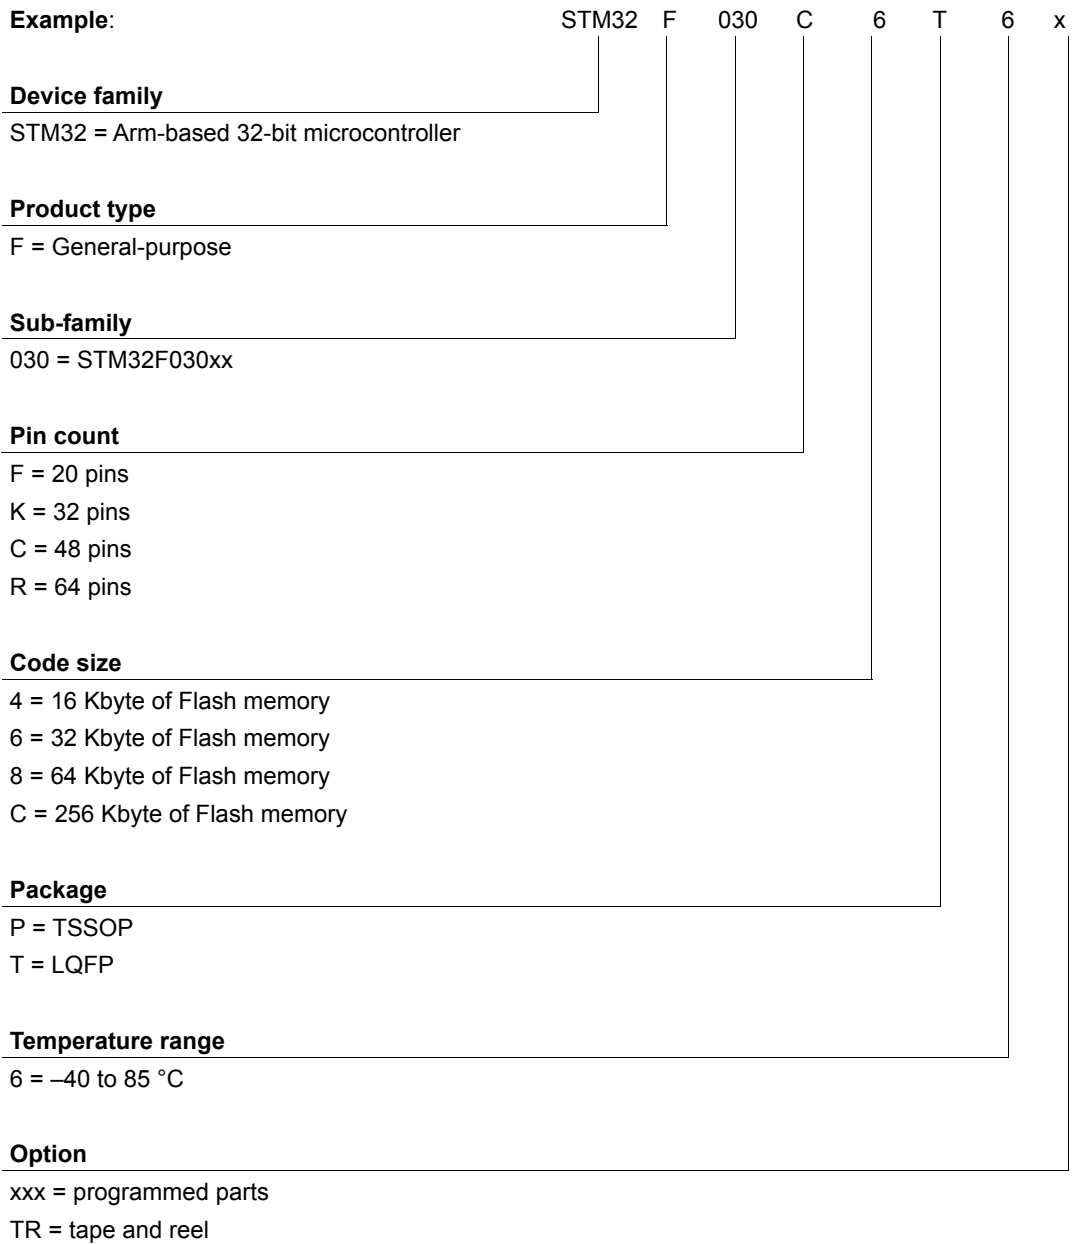 Example: STM32 F 030 C 6 T 6 x
Device family
STM32 = Arm-based 32-bit microcontroller
Product type
F = General-purpose
Sub-family
030 = STM32F030xx
Pin count
F = 20 pins
K = 32 pins
C = 48 pins
R = 64 pins
Code size
4 = 16 Kbyte of Flash memory
6 = 32 Kbyte of Flash memory
8 = 64 Kbyte of Flash memory
C = 256 Kbyte of Flash memory
Package
P = TSSOP
T = LQFP
Temperature range
6 = –40 to 85 °C
Option
xxx = programmed parts
TR = tape and reel